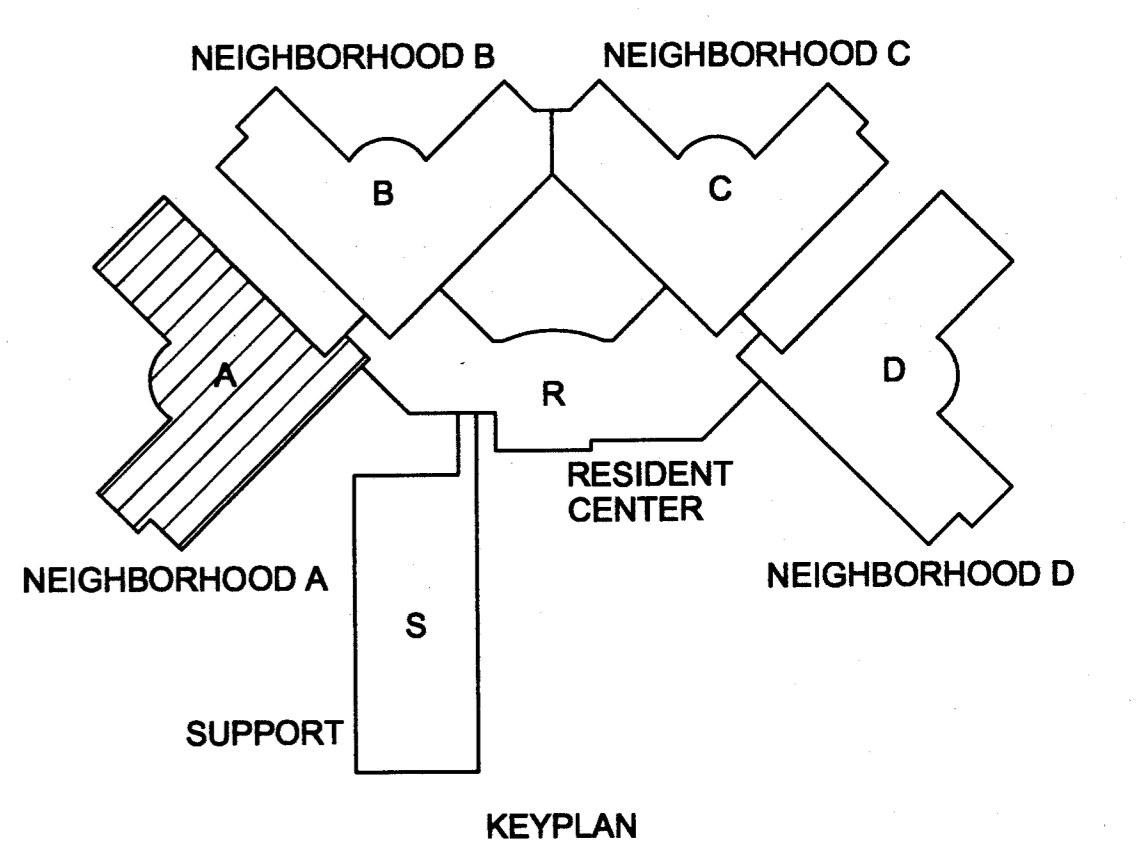 NEIGHBORHOOD B
NEIGHBORHOOD C
B
C
A
D
R
RESIDENT
CENTER
NEIGHBORHOOD A
NEIGHBORHOOD D
S
SUPPORT
KEYPLAN